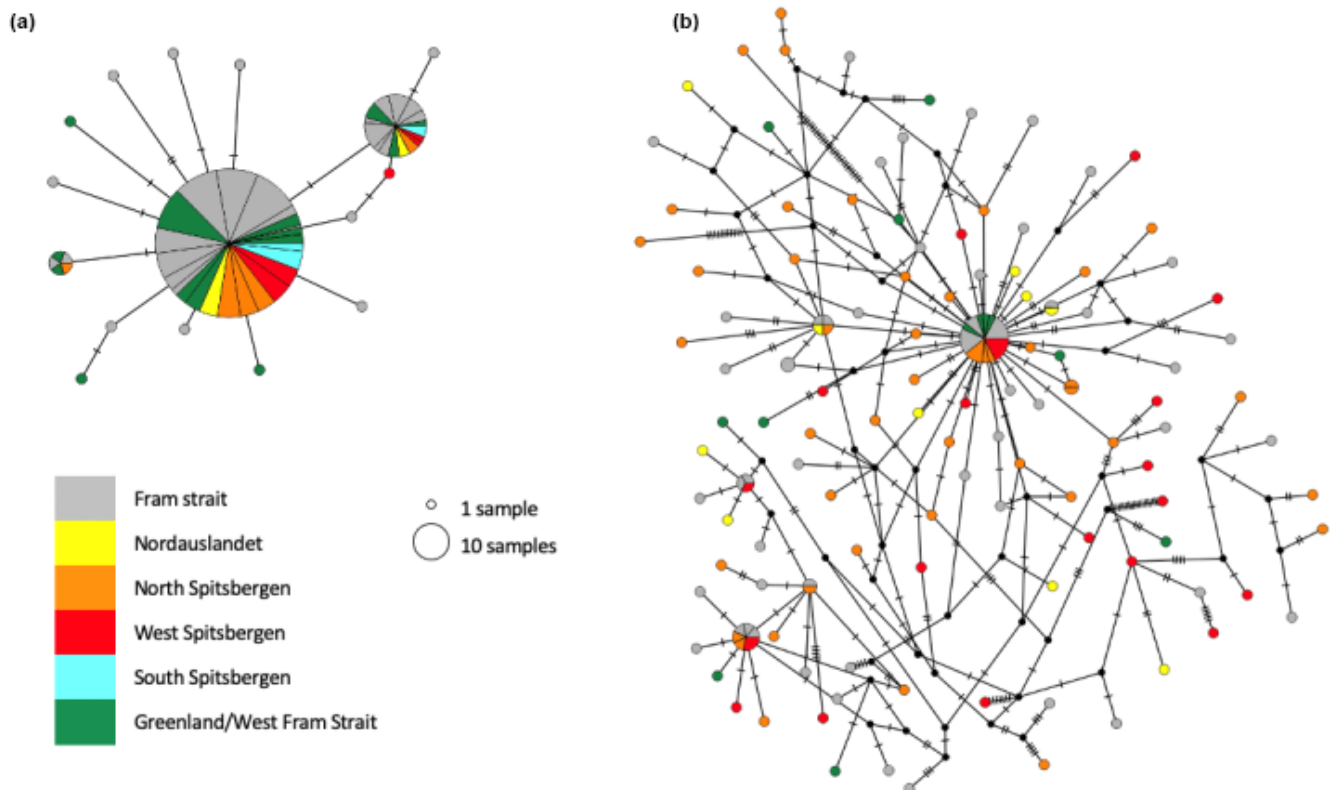 (a)
(b)
Fram strait
Nordauslandet
North Spitsbergen
West Spitsbergen
South Spitsbergen
Greenland/West Fram Strait
1 sample
10 samples